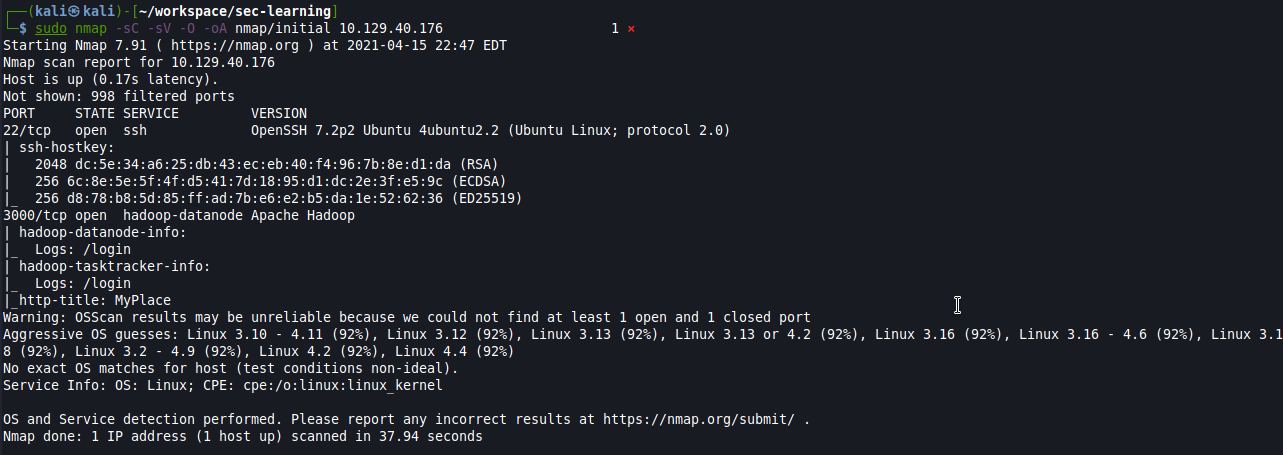 ┌──(kali㉿kali)-[~/workspace/sec-learning]
└─$ sudo nmap -sC -sV -O -oA nmap/initial 10.129.40.176 1 ⨯
Starting Nmap 7.91 ( https://nmap.org ) at 2021-04-15 22:47 EDT
Nmap scan report for 10.129.40.176
Host is up (0.17s latency).
Not shown: 998 filtered ports
PORT     STATE SERVICE         VERSION
22/tcp   open  ssh             OpenSSH 7.2p2 Ubuntu 4ubuntu2.2 (Ubuntu Linux; protocol 2.0)
| ssh-hostkey:
|   2048 dc:5e:34:a6:25:db:43:ec:eb:40:f4:96:7b:8e:d1:da (RSA)
|   256 6c:8e:5e:5f:4f:d5:41:7d:18:95:d1:dc:2e:3f:e5:9c (ECDSA)
|_  256 d8:78:b8:5d:85:ff:ad:7b:e6:e2:b5:da:1e:52:62:36 (ED25519)
3000/tcp open  hadoop-datanode Apache Hadoop
| hadoop-datanode-info:
|_  Logs: /login
| hadoop-tasktracker-info:
|_  Logs: /login
|_http-title: MyPlace
Warning: OSScan results may be unreliable because we could not find at least 1 open and 1 closed port
Aggressive OS guesses: Linux 3.10 - 4.11 (92%), Linux 3.12 (92%), Linux 3.13 (92%), Linux 3.13 or 4.2 (92%), Linux 3.16 (92%), Linux 3.16 - 4.6 (92%), Linux 3.1
8 (92%), Linux 3.2 - 4.9 (92%), Linux 4.2 (92%), Linux 4.4 (92%)
No exact OS matches for host (test conditions non-ideal).
Service Info: OS: Linux; CPE: cpe:/o:linux:linux_kernel
OS and Service detection performed. Please report any incorrect results at https://nmap.org/submit/ .
Nmap done: 1 IP address (1 host up) scanned in 37.94 seconds